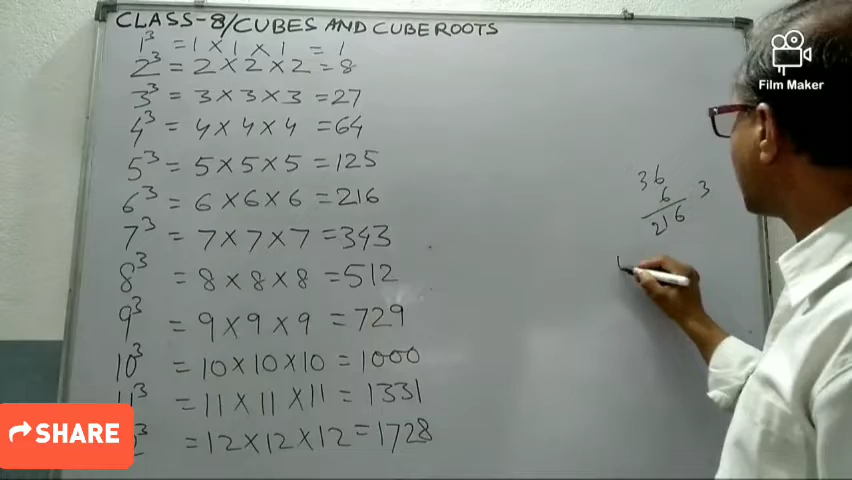 CLASS-8/CUBES AND CUBEROOTS
1³ = 1 × 1 × 1 = 1
2³ = 2 × 2 × 2 = 8
3³ = 3 × 3 × 3 = 27
4³ = 4 × 4 × 4 = 64
5³ = 5 × 5 × 5 = 125
6³ = 6 × 6 × 6 = 216
7³ = 7 × 7 × 7 = 343
8³ = 8 × 8 × 8 = 512
9³ = 9 × 9 × 9 = 729
10³ = 10 × 10 × 10 = 1000
11³ = 11 × 11 × 11 = 1331
³ = 12 × 12 × 12 = 1728
36
6 3
216
Film Maker
SHARE